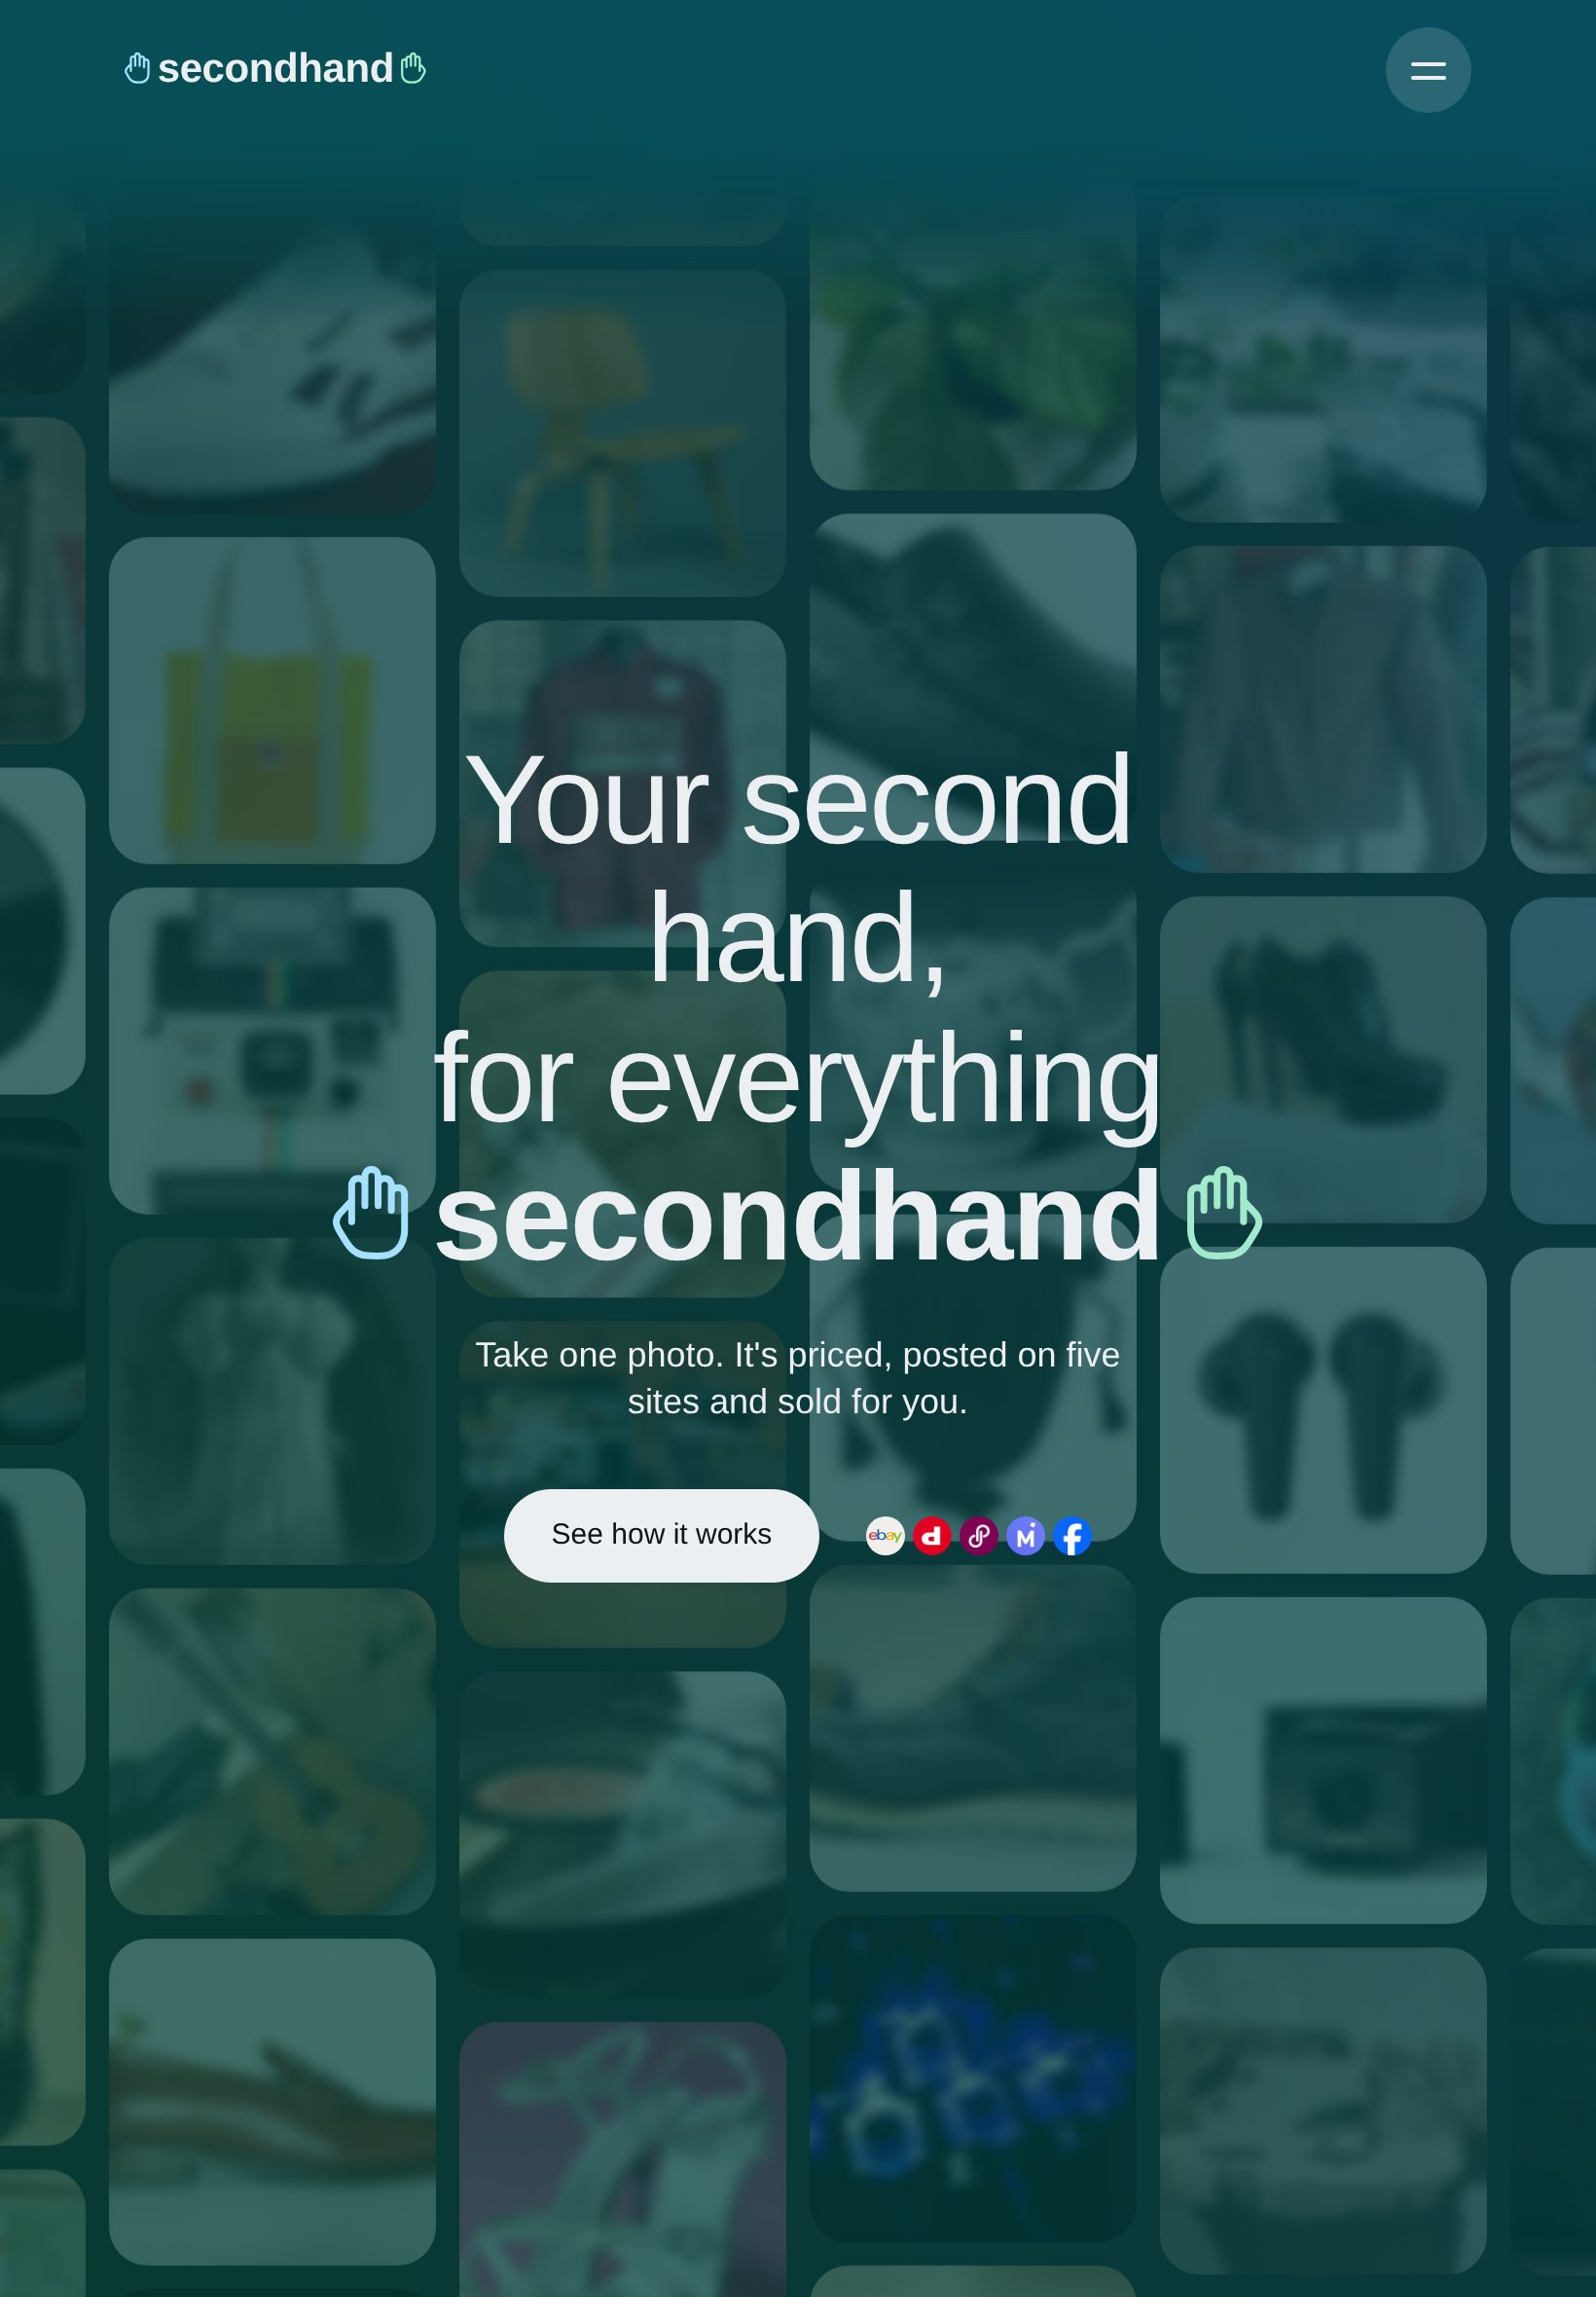 secondhand
Your second
hand,
for everything
secondhand
Take one photo. It's priced, posted on five
sites and sold for you.
See how it works
ebay